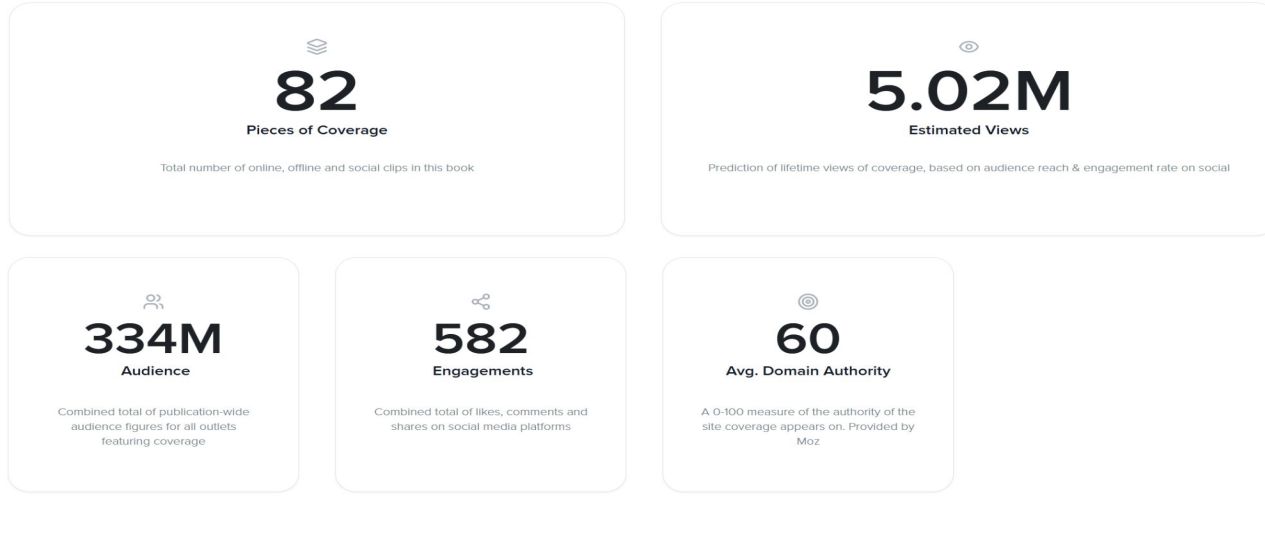 82
Pieces of Coverage
Total number of online, offline and social clips in this book
5.02M
Estimated Views
Prediction of lifetime views of coverage, based on audience reach & engagement rate on social
334M
Audience
Combined total of publication-wide
audience figures for all outlets
featuring coverage
582
Engagements
Combined total of likes, comments and
shares on social media platforms
60
Avg. Domain Authority
A 0-100 measure of the authority of the
site coverage appears on. Provided by
Moz